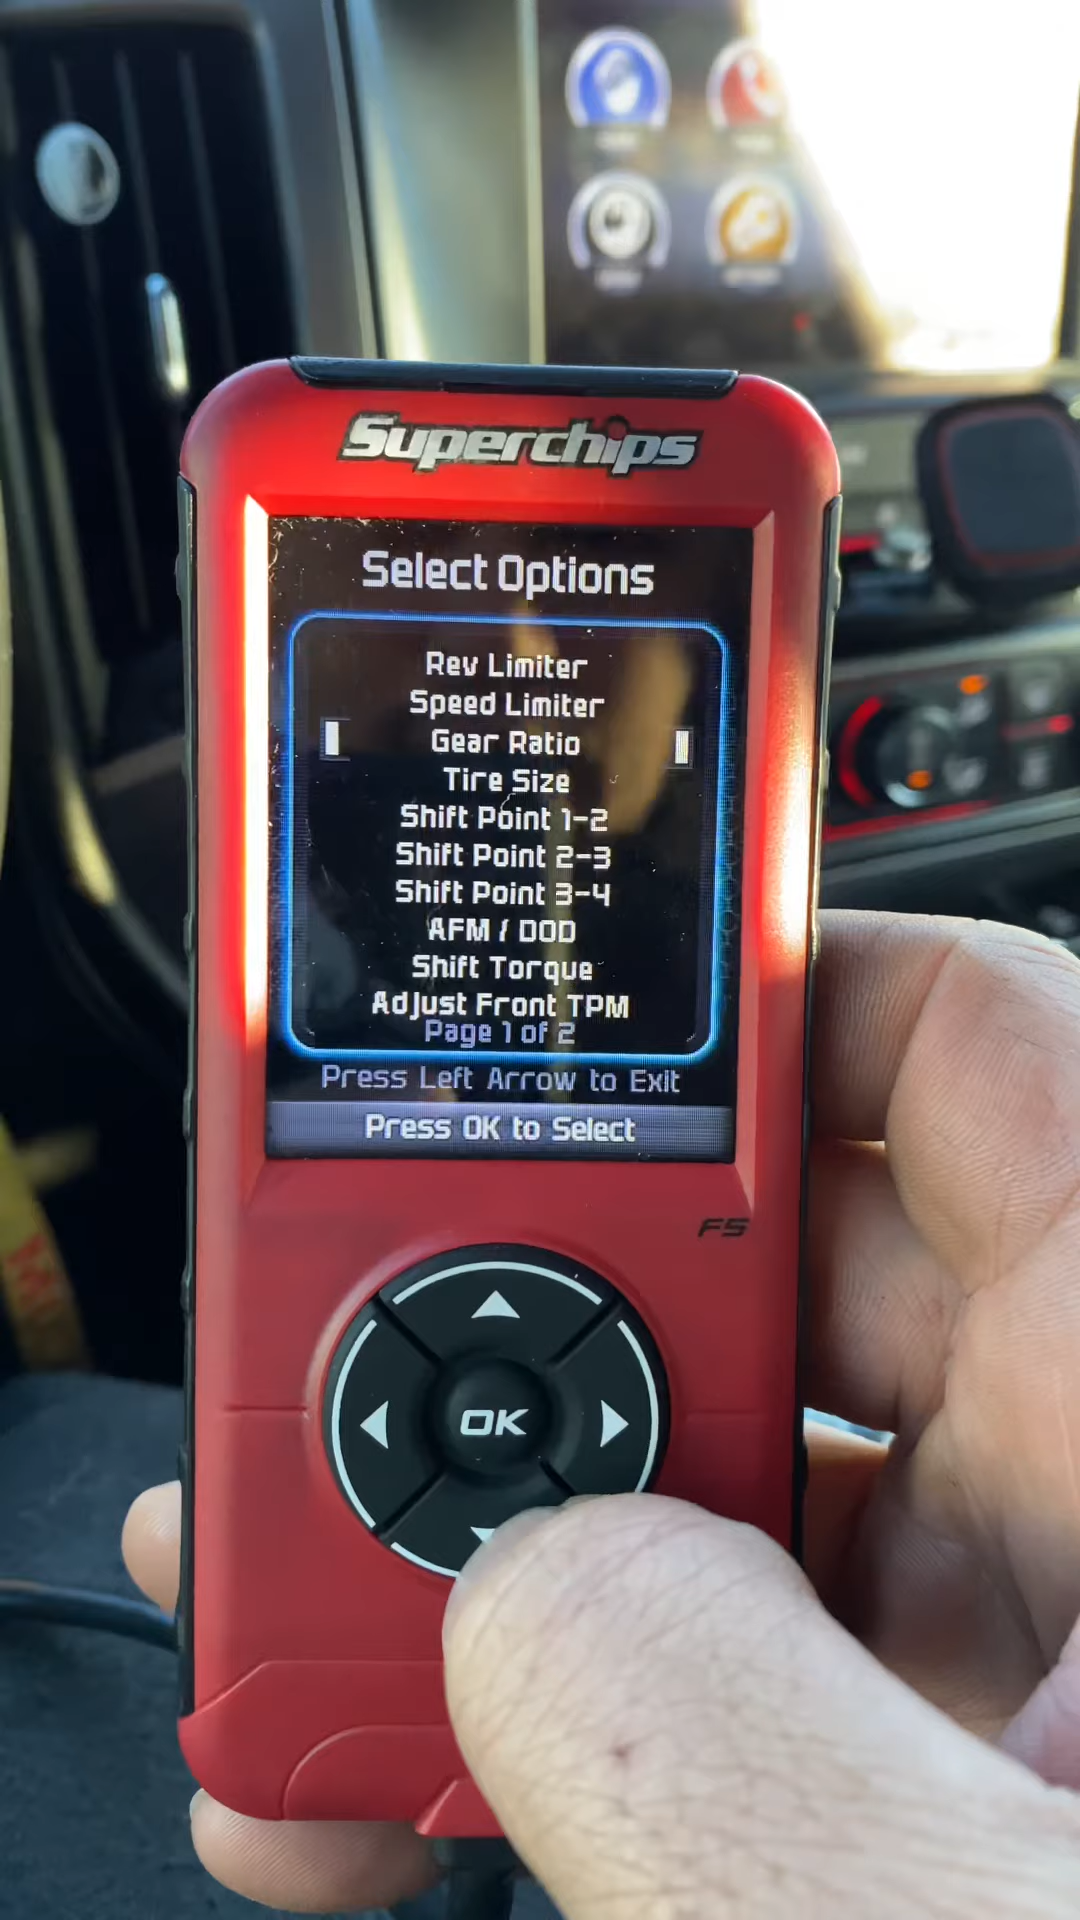 Superchips
Select Options
Rev Limiter
Speed Limiter
Gear Ratio
Tire Size
Shift Point 1-2
Shift Point 2-3
Shift Point 3-4
AFM / DOD
Shift Torque
Adjust Front TPM
Page 1 of 2
Press Left Arrow to Exit
Press OK to Select
F5
OK